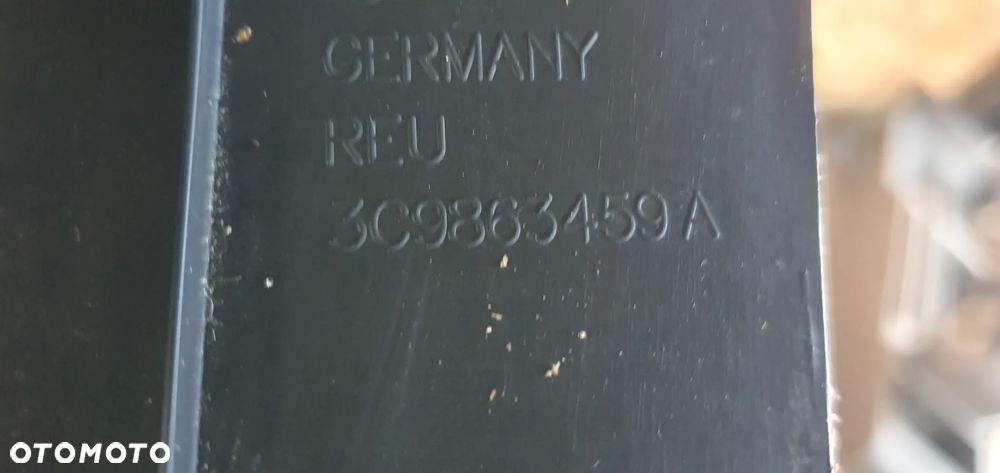 GERMANY
REU
3C9863459 A
OTOMOTO